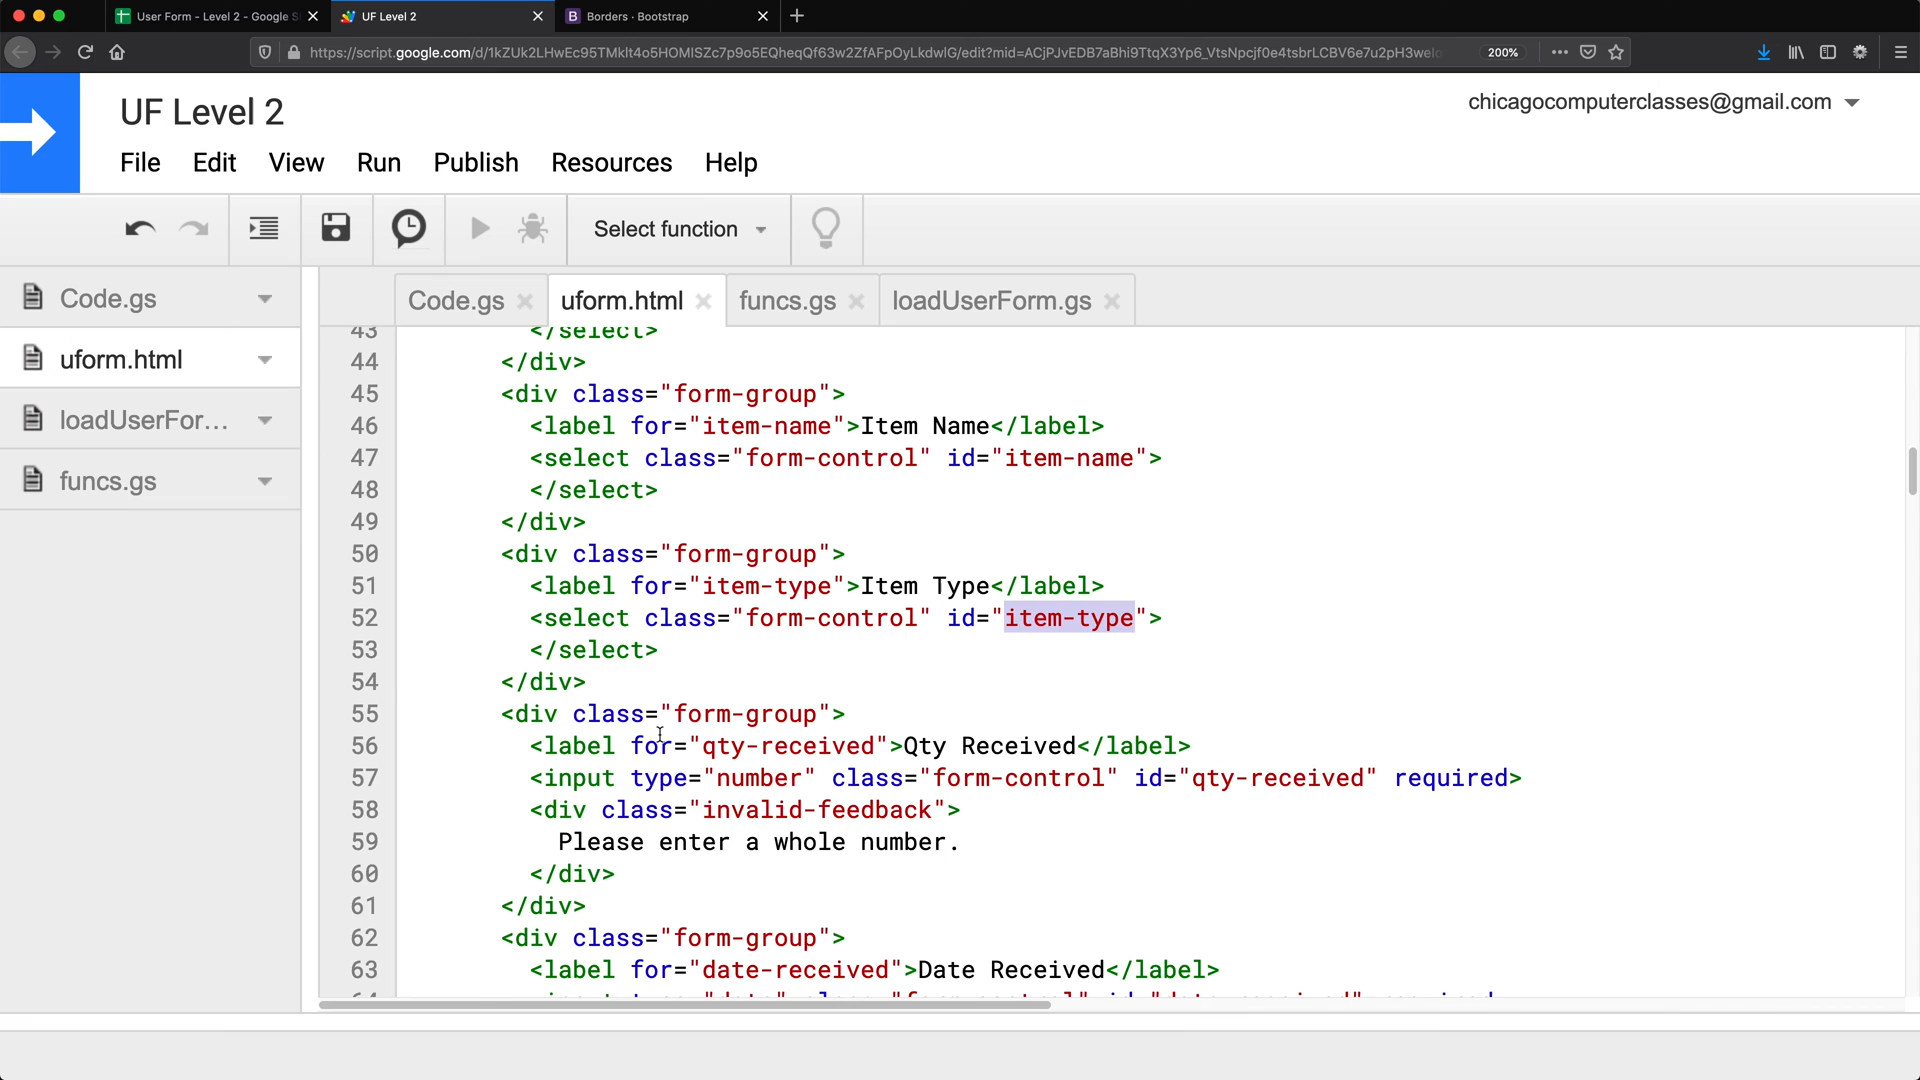 User Form - Level 2 - Google S
UF Level 2
B Borders · Bootstrap
https://script.google.com/d/1kZUk2LHwEc95TMklt4o5HOMISZc7p9o5EQheqQf63w2ZfAFpOyLkdwlG/edit?mid=ACjPJvEDB7aBhi9TtqX3Yp6_VtsNpcjf0e4tsbrLCBV6e7u2pH3welo
200%
UF Level 2
chicagocomputerclasses@gmail.com
File Edit View Run Publish Resources Help
Select function
Code.gs
uform.html
loadUserFor...
funcs.gs
Code.gs uform.html funcs.gs loadUserForm.gs
43 </select>
44 </div>
45 <div class="form-group">
46 <label for="item-name">Item Name</label>
47 <select class="form-control" id="item-name">
48 </select>
49 </div>
50 <div class="form-group">
51 <label for="item-type">Item Type</label>
52 <select class="form-control" id="item-type">
53 </select>
54 </div>
55 <div class="form-group">
56 <label for="qty-received">Qty Received</label>
57 <input type="number" class="form-control" id="qty-received" required>
58 <div class="invalid-feedback">
59 Please enter a whole number.
60 </div>
61 </div>
62 <div class="form-group">
63 <label for="date-received">Date Received</label>